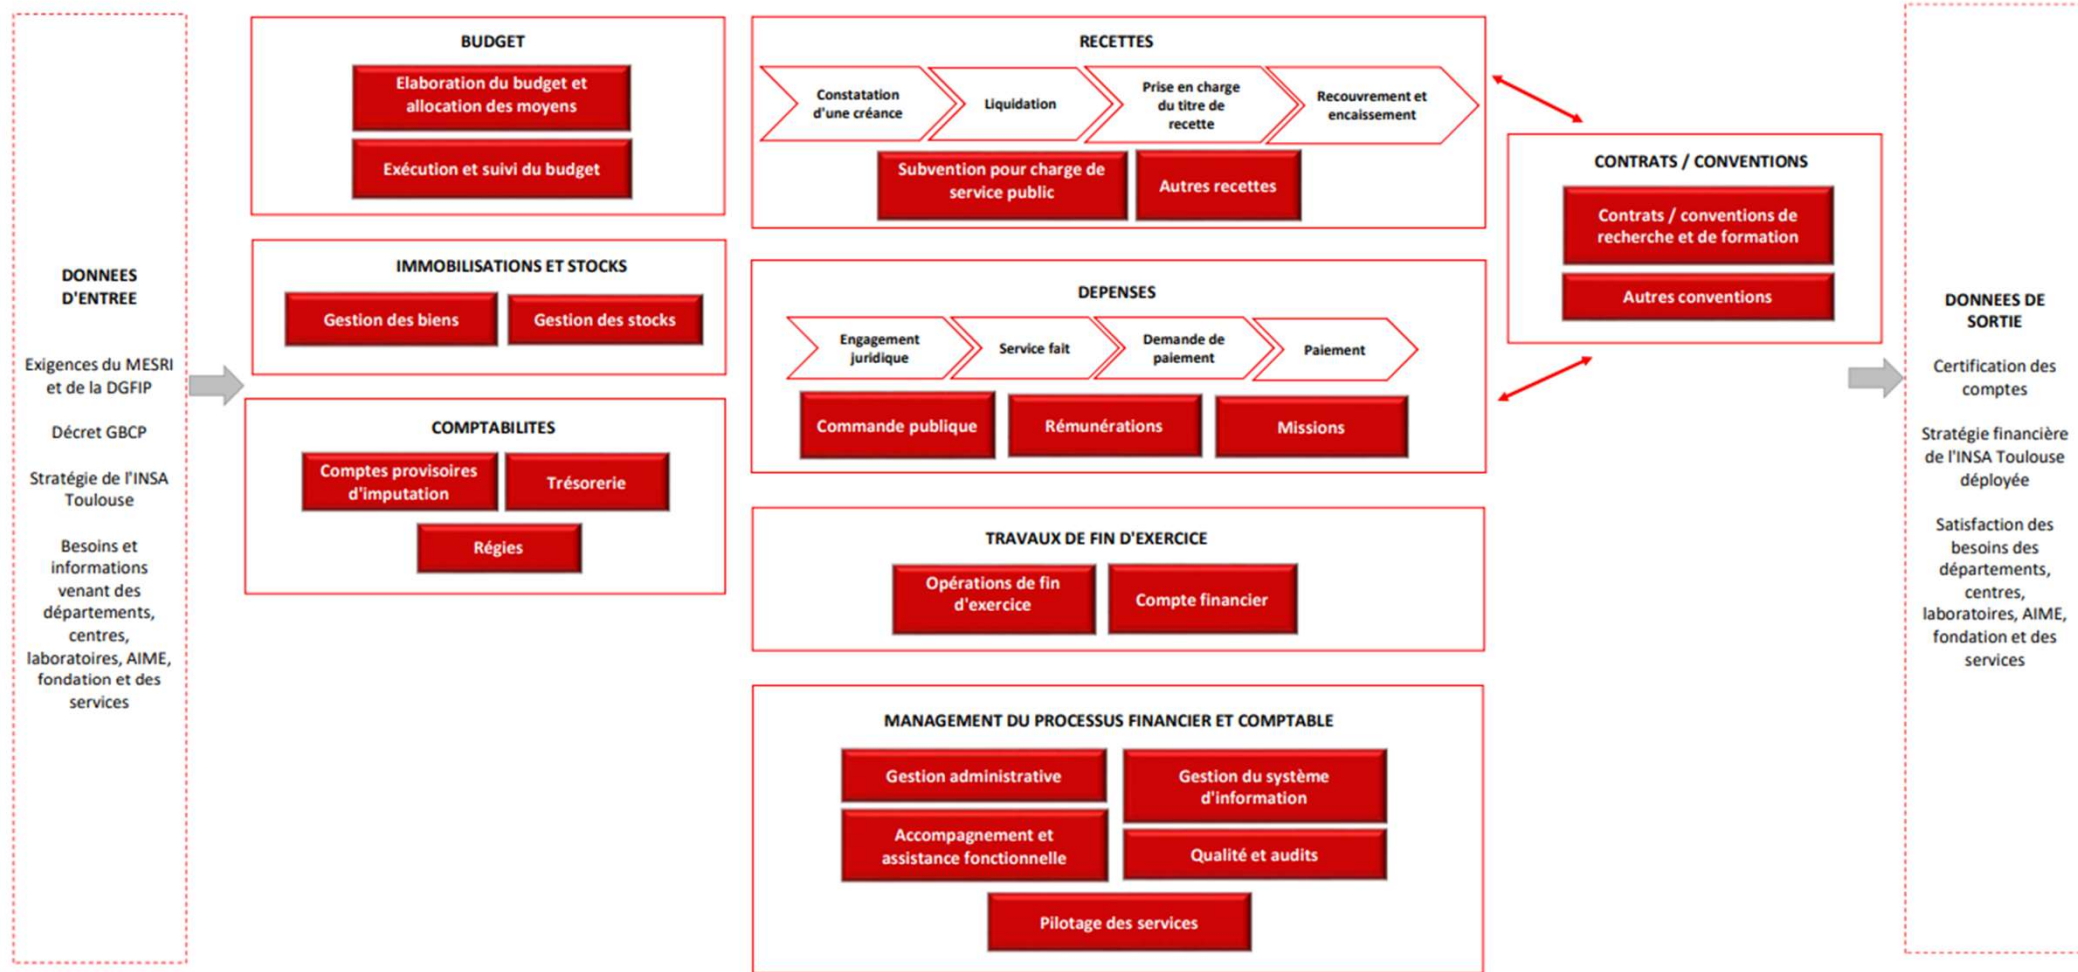 DONNEES
D'ENTREE
Exigences du MESRI
et de la DGFIP
Décret GBCP
Stratégie de l'INSA
Toulouse
Besoins et
informations
venant des
départements,
centres,
laboratoires, AIME,
fondation et des
services
BUDGET
Elaboration du budget et
allocation des moyens
Exécution et suivi du budget
IMMOBILISATIONS ET STOCKS
Gestion des biens
Gestion des stocks
COMPTABILITES
Comptes provisoires
d'imputation
Trésorerie
Régies
RECETTES
Constatation
d'une créance
Liquidation
Prise en charge
du titre de
recette
Recouvrement et
encaissement
Subvention pour charge de
service public
Autres recettes
DEPENSES
Engagement
juridique
Service fait
Demande de
paiement
Paiement
Commande publique
Rémunérations
Missions
TRAVAUX DE FIN D'EXERCICE
Opérations de fin
d'exercice
Compte financier
MANAGEMENT DU PROCESSUS FINANCIER ET COMPTABLE
Gestion administrative
Gestion du système
d'information
Accompagnement et
assistance fonctionnelle
Qualité et audits
Pilotage des services
CONTRATS / CONVENTIONS
Contrats / conventions de
recherche et de formation
Autres conventions
DONNEES DE
SORTIE
Certification des
comptes
Stratégie financière
de l'INSA Toulouse
déployée
Satisfaction des
besoins des
départements,
centres,
laboratoires, AIME,
fondation et des
services